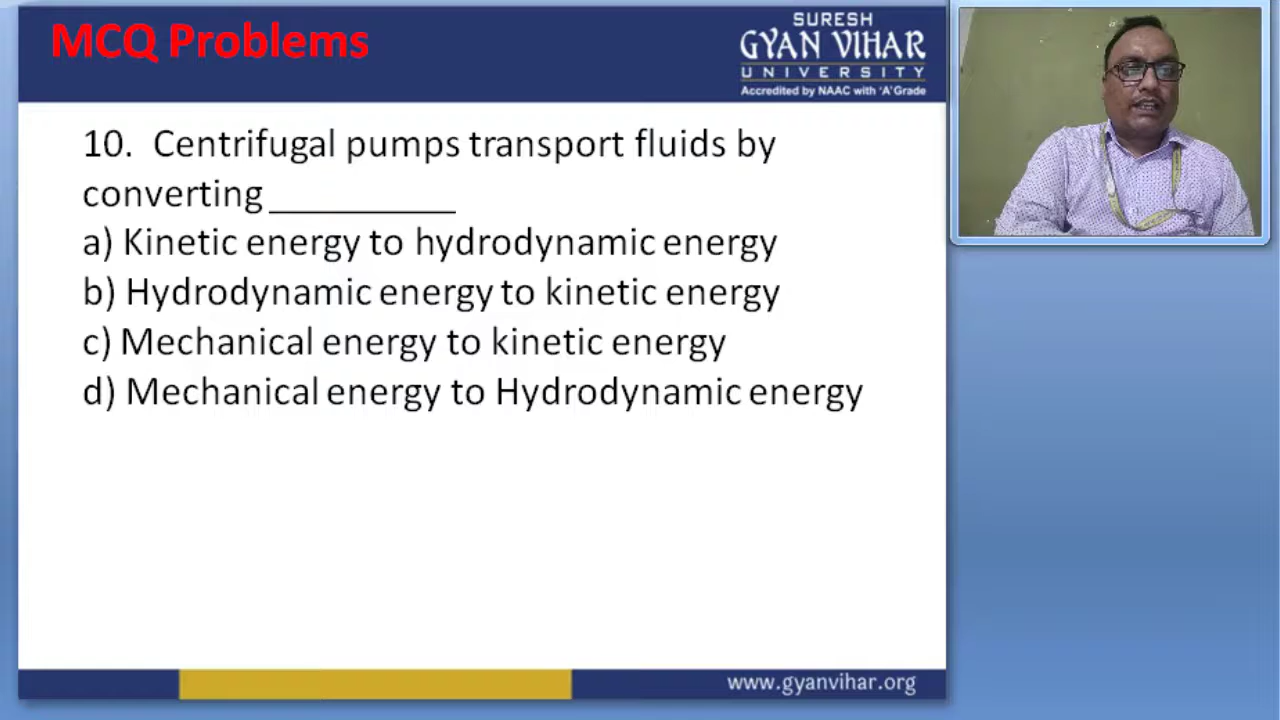 MCQ Problems
SURESH
GYAN VIHAR
UNIVERSITY
Accredited by NAAC with 'A' Grade
10. Centrifugal pumps transport fluids by
converting __________
a) Kinetic energy to hydrodynamic energy
b) Hydrodynamic energy to kinetic energy
c) Mechanical energy to kinetic energy
d) Mechanical energy to Hydrodynamic energy
www.gyanvihar.org